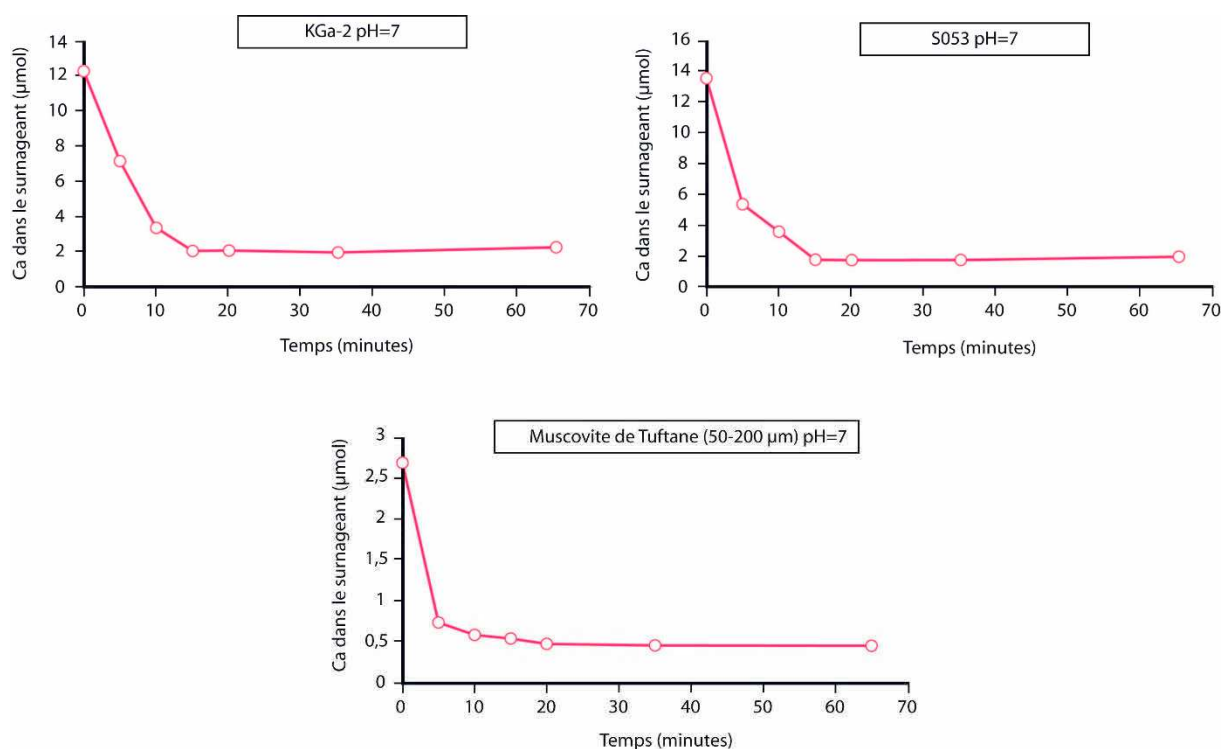 KGa-2 pH=7
Ca dans le surnageant (µmol)
14
12
10
8
6
4
2
0
0 10 20 30 40 50 60 70
Temps (minutes)
S053 pH=7
Ca dans le surnageant (µmol)
16
14
12
10
8
6
4
2
0
0 10 20 30 40 50 60 70
Temps (minutes)
Muscovite de Tuftane (50-200 µm) pH=7
Ca dans le surnageant (µmol)
3
2,5
2
1,5
1
0,5
0
0 10 20 30 40 50 60 70
Temps (minutes)